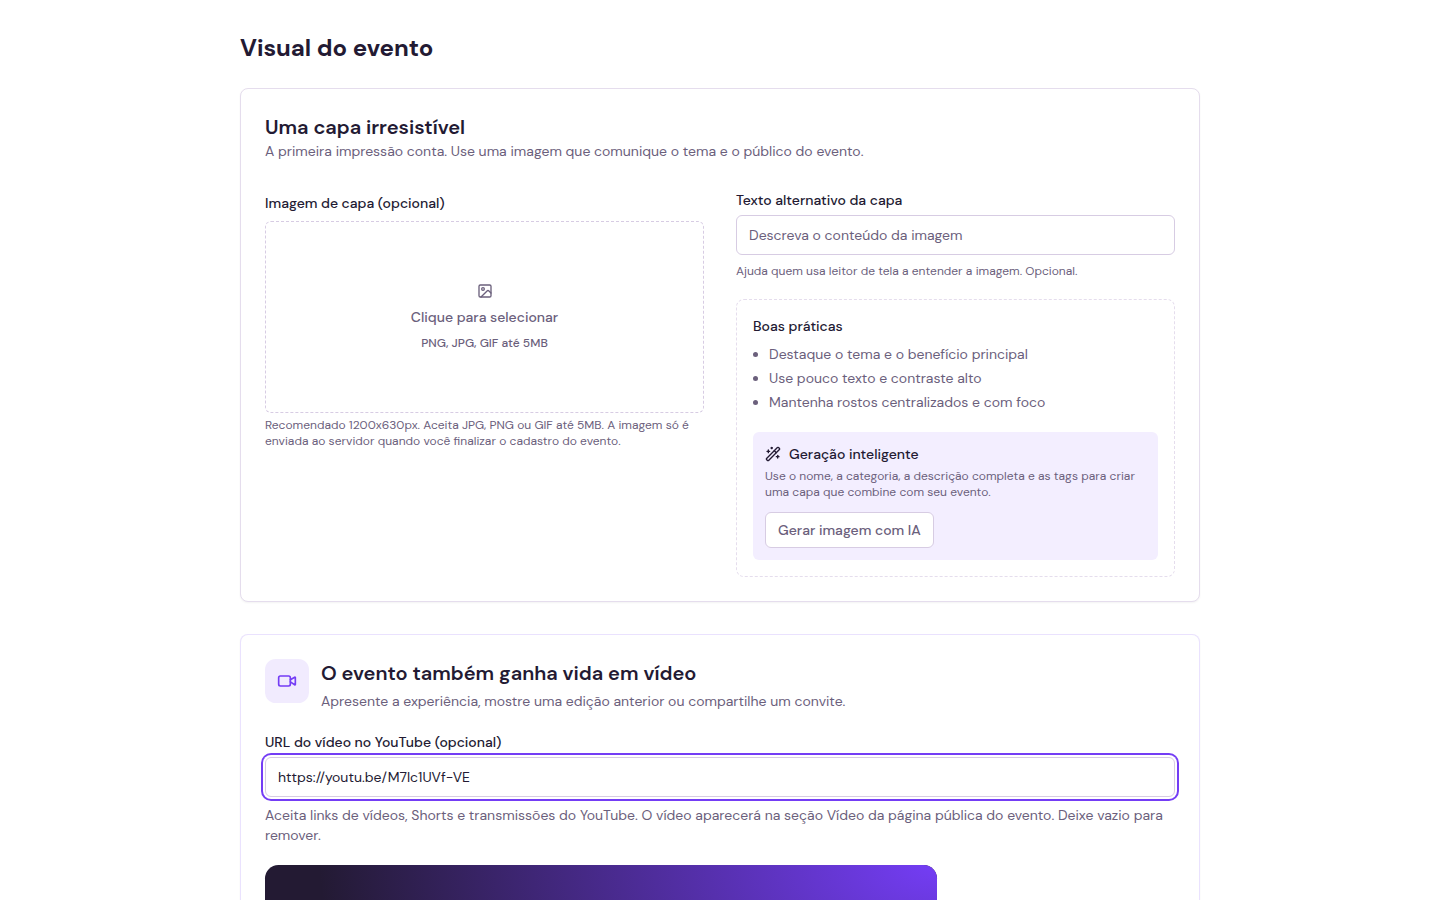 Visual do evento
Uma capa irresistível
A primeira impressão conta. Use uma imagem que comunique o tema e o público do evento.
Imagem de capa (opcional)
Clique para selecionar
PNG, JPG, GIF até 5MB
Recomendado 1200x630px. Aceita JPG, PNG ou GIF até 5MB. A imagem só é
enviada ao servidor quando você finalizar o cadastro do evento.
Texto alternativo da capa
Descreva o conteúdo da imagem
Ajuda quem usa leitor de tela a entender a imagem. Opcional.
Boas práticas
Destaque o tema e o benefício principal
Use pouco texto e contraste alto
Mantenha rostos centralizados e com foco
Geração inteligente
Use o nome, a categoria, a descrição completa e as tags para criar
uma capa que combine com seu evento.
Gerar imagem com IA
O evento também ganha vida em vídeo
Apresente a experiência, mostre uma edição anterior ou compartilhe um convite.
URL do vídeo no YouTube (opcional)
https://youtu.be/M7lc1UVf-VE
Aceita links de vídeos, Shorts e transmissões do YouTube. O vídeo aparecerá na seção Vídeo da página pública do evento. Deixe vazio para
remover.